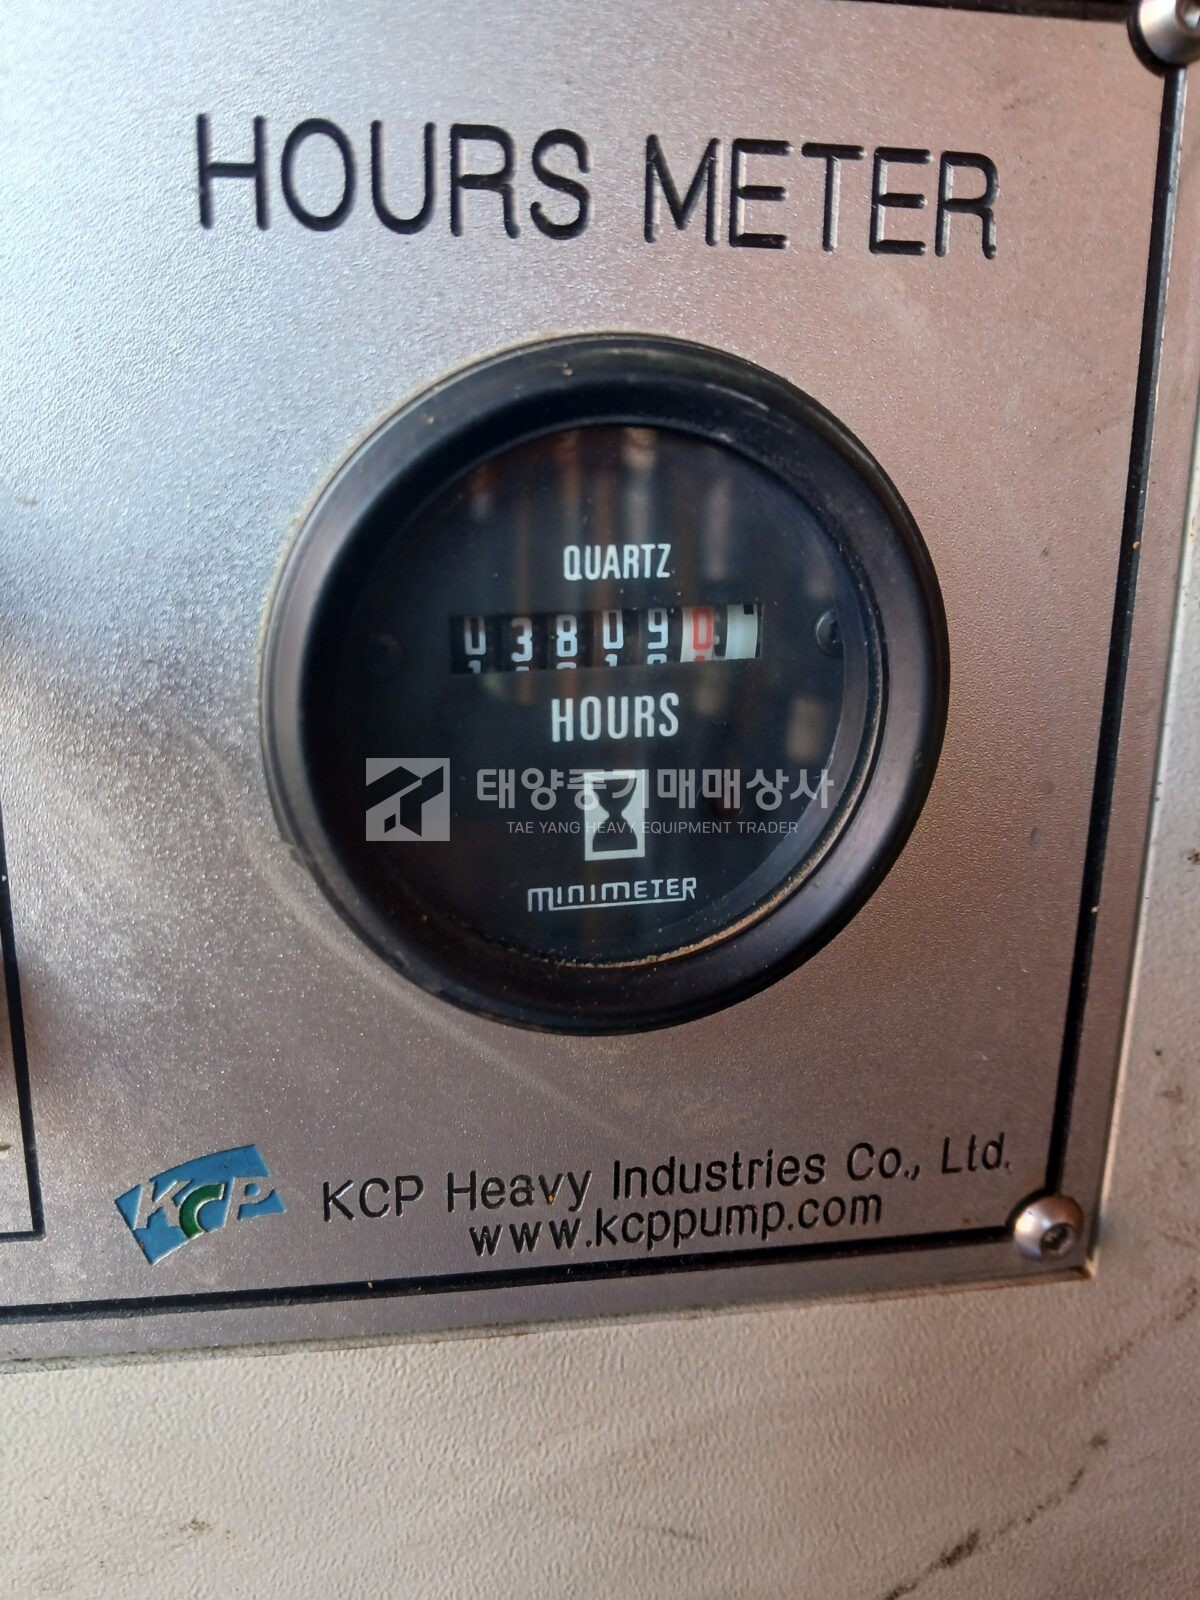 HOURS METER
QUARTZ
038090
HOURS
태양중기매매상사
TAE YANG HEAVY EQUIPMENT TRADER
MINIMETER
KCP
KCP Heavy Industries Co., Ltd.
www.kcppump.com